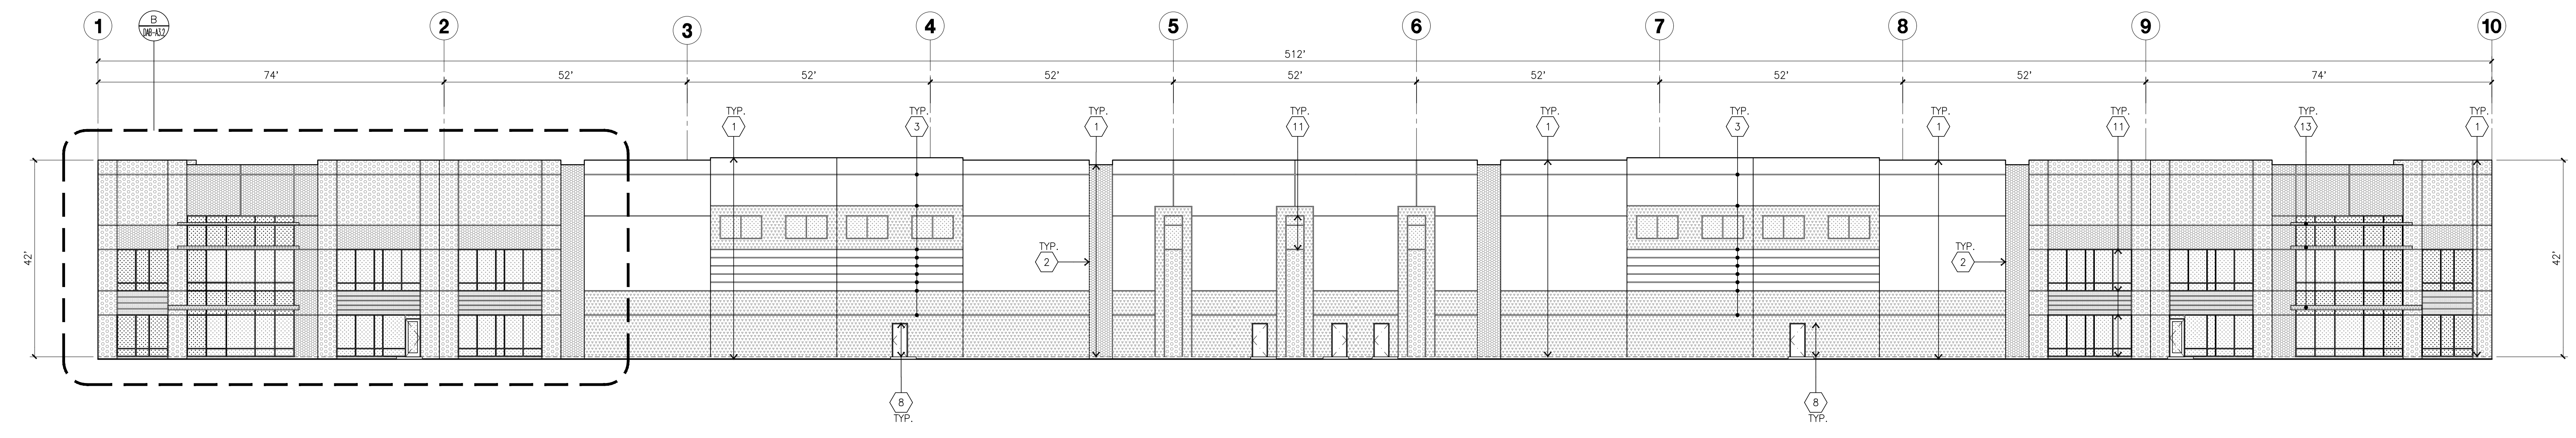 1 B 2 3 4 5 6 7 8 9 10
DAB-A3.2
512'
74' 52' 52' 52' 52' 52' 52' 52' 74'
TYP. TYP. TYP. TYP. TYP. TYP. TYP. TYP. TYP. TYP.
1 3 1 11 1 3 1 11 13 1
TYP. TYP.
2 2
42' 42'
8 8
TYP. TYP.